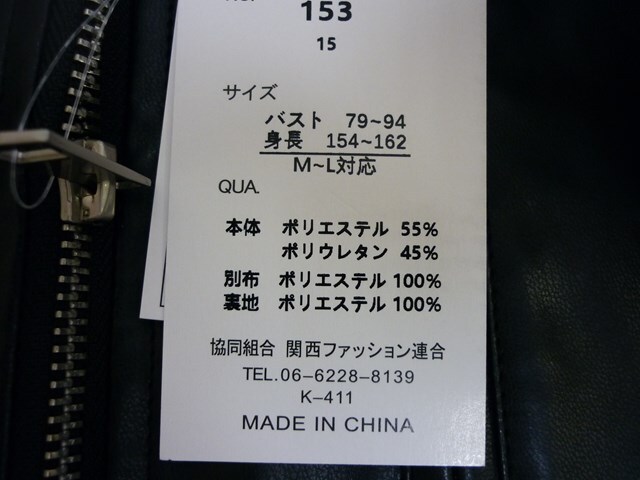 153
15
サイズ
バスト 79~94
身長 154~162
M~L対応
QUA.
本体 ポリエステル 55%
ポリウレタン 45%
別布 ポリエステル 100%
裏地 ポリエステル 100%
協同組合 関西ファッション連合
TEL.06-6228-8139
K-411
MADE IN CHINA